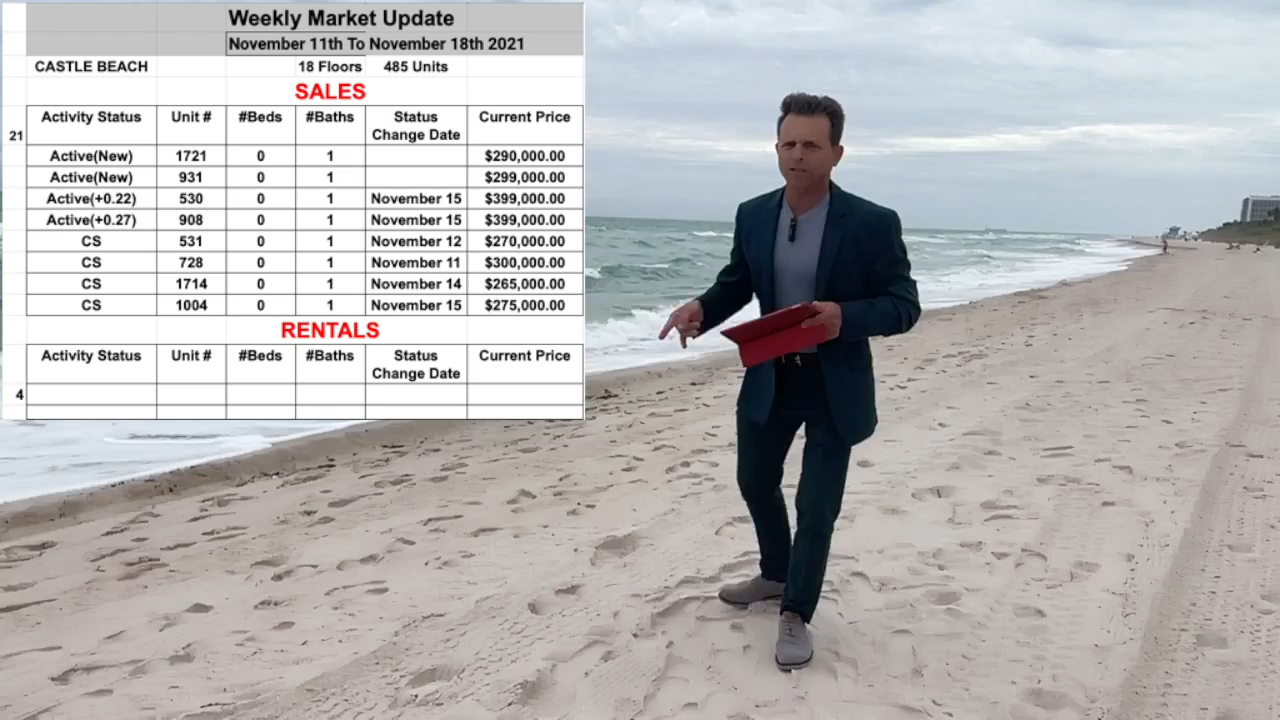 Weekly Market Update
November 11th To November 18th 2021
CASTLE BEACH 18 Floors 485 Units
SALES
21
Activity Status Unit # #Beds #Baths Status Change Date Current Price
Active(New) 1721 0 1 $290,000.00
Active(New) 931 0 1 $299,000.00
Active(+0.22) 530 0 1 November 15 $399,000.00
Active(+0.27) 908 0 1 November 15 $399,000.00
CS 531 0 1 November 12 $270,000.00
CS 728 0 1 November 11 $300,000.00
CS 1714 0 1 November 14 $265,000.00
CS 1004 0 1 November 15 $275,000.00
RENTALS
Activity Status Unit # #Beds #Baths Status Change Date Current Price
4